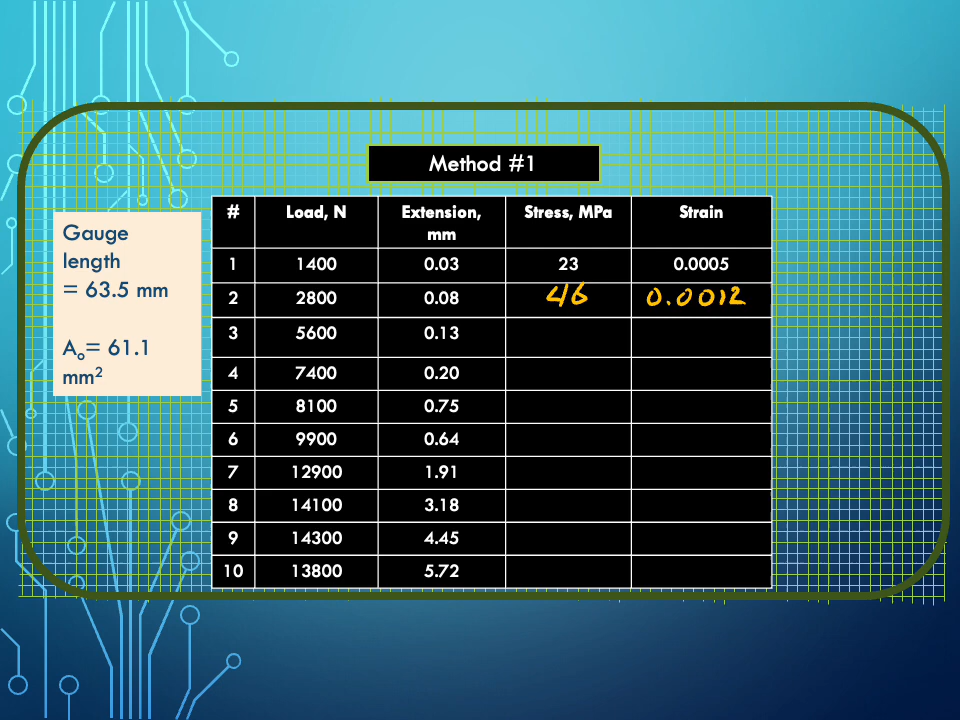 Method #1
Gauge
length
= 63.5 mm
Aₒ= 61.1
mm²
# Load, N Extension, mm Stress, MPa Strain
1 1400 0.03 23 0.0005
2 2800 0.08 46 0.0012
3 5600 0.13
4 7400 0.20
5 8100 0.75
6 9900 0.64
7 12900 1.91
8 14100 3.18
9 14300 4.45
10 13800 5.72